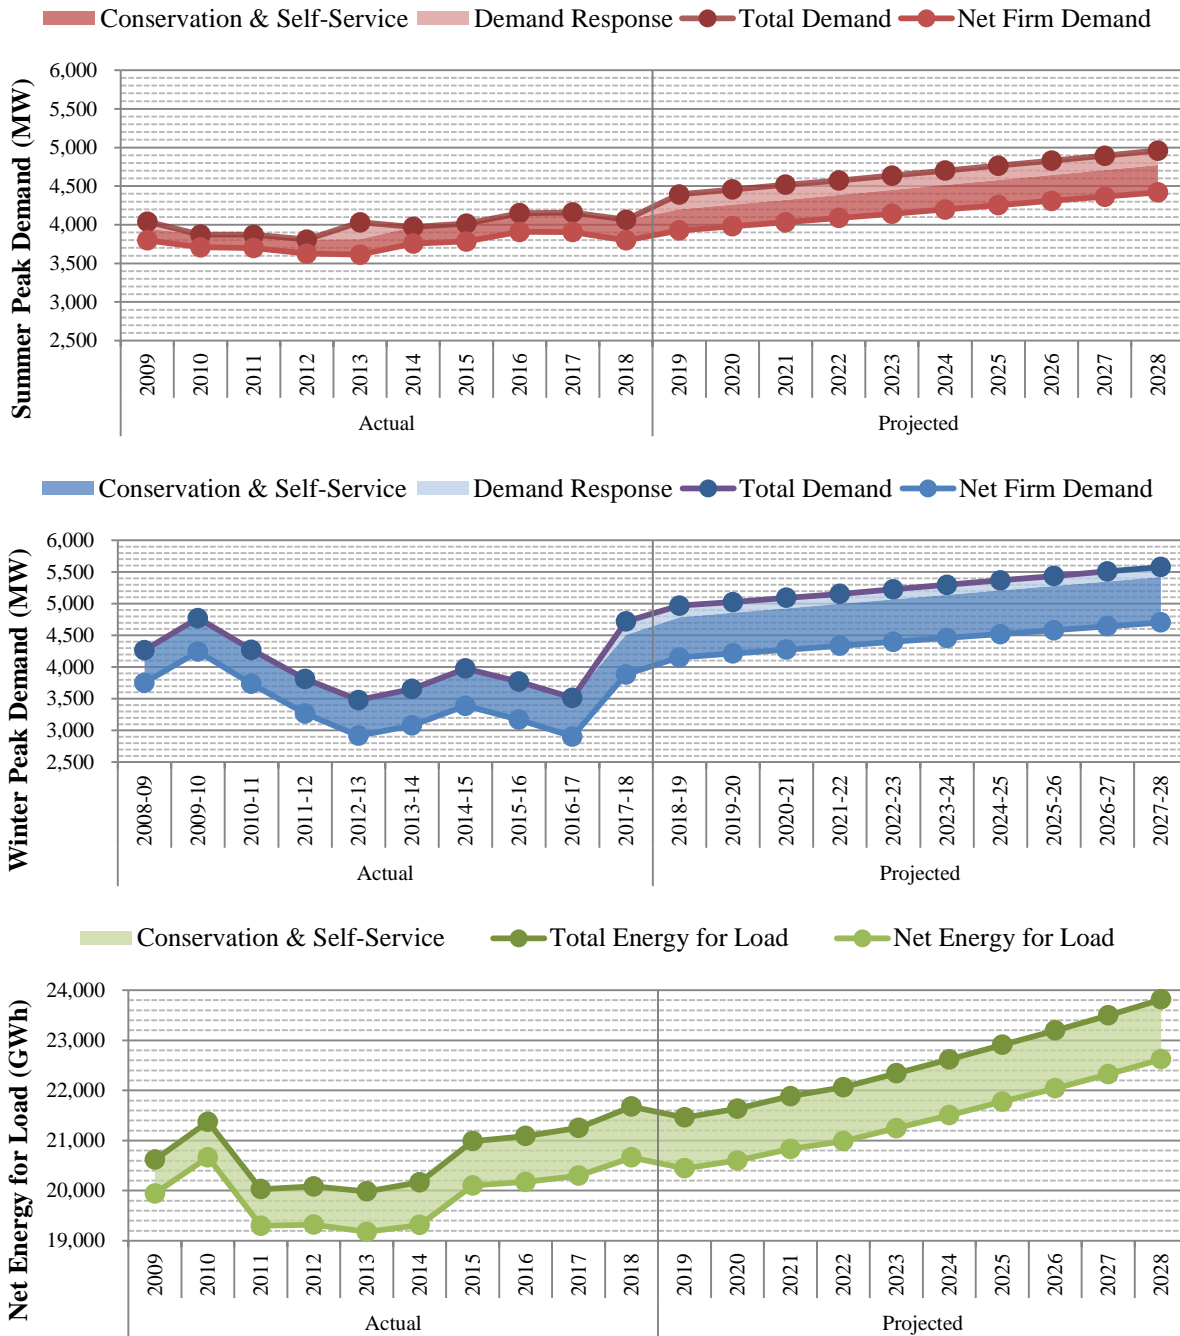 Conservation & Self-Service Demand Response Total Demand Net Firm Demand
Summer Peak Demand (MW)
6,000
5,500
5,000
4,500
4,000
3,500
3,000
2,500
2009 2010 2011 2012 2013 2014 2015 2016 2017 2018 2019 2020 2021 2022 2023 2024 2025 2026 2027 2028
Actual Projected
Conservation & Self-Service Demand Response Total Demand Net Firm Demand
Winter Peak Demand (MW)
6,000
5,500
5,000
4,500
4,000
3,500
3,000
2,500
2008-09 2009-10 2010-11 2011-12 2012-13 2013-14 2014-15 2015-16 2016-17 2017-18 2018-19 2019-20 2020-21 2021-22 2022-23 2023-24 2024-25 2025-26 2026-27 2027-28
Actual Projected
Conservation & Self-Service Total Energy for Load Net Energy for Load
Net Energy for Load (GWh)
24,000
23,000
22,000
21,000
20,000
19,000
2009 2010 2011 2012 2013 2014 2015 2016 2017 2018 2019 2020 2021 2022 2023 2024 2025 2026 2027 2028
Actual Projected